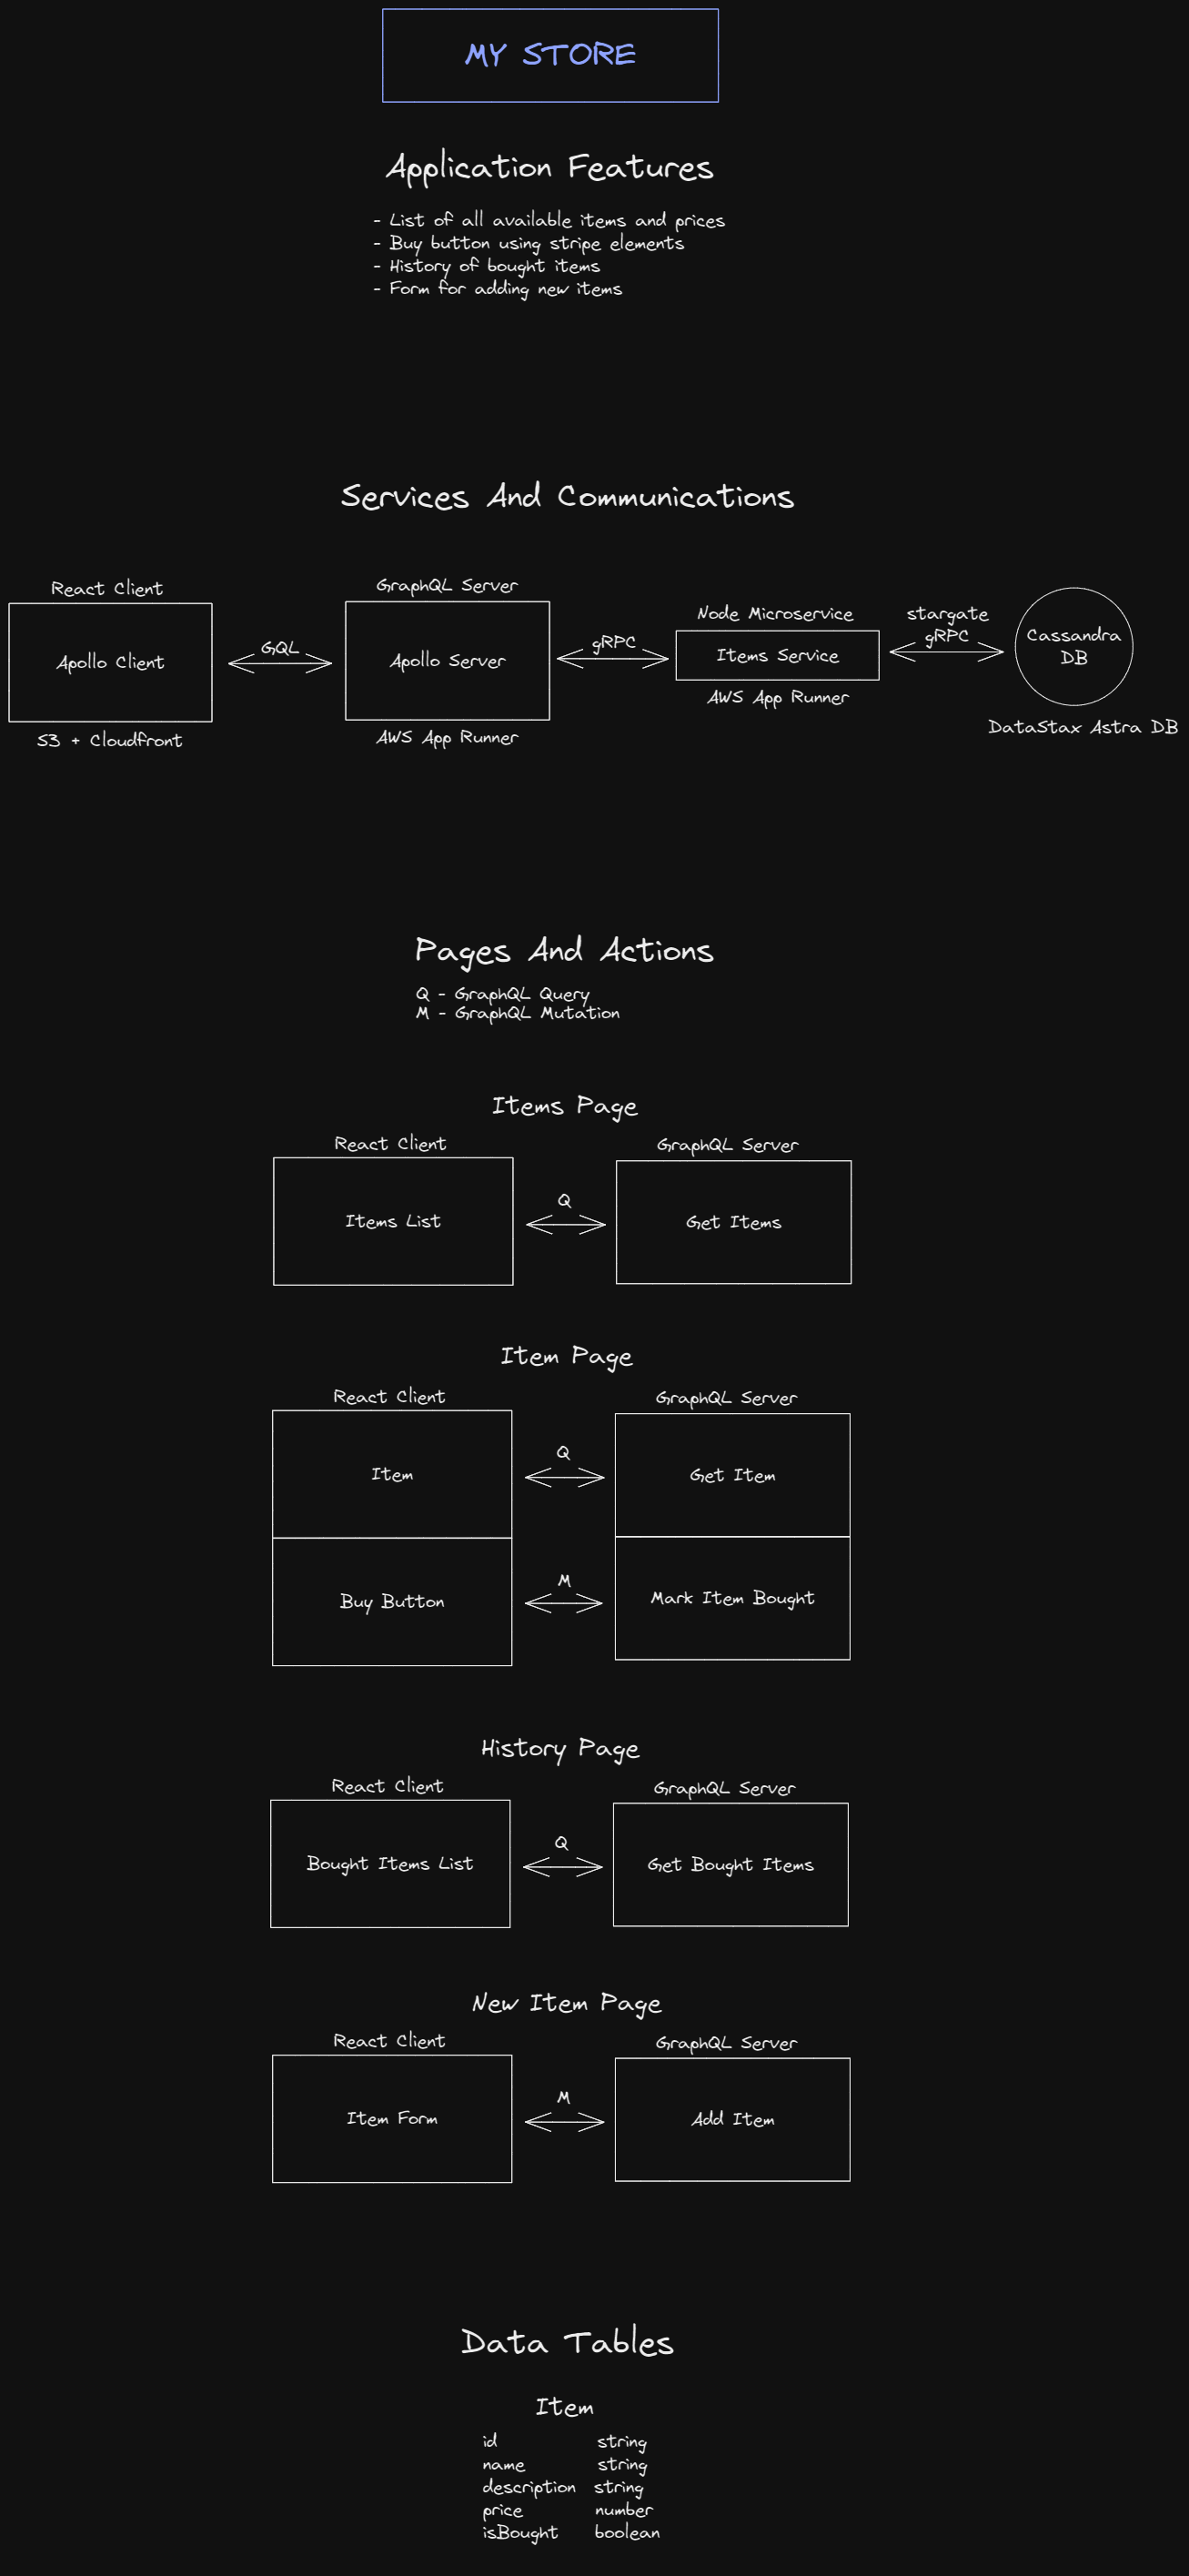 MY STORE
Application Features
- List of all available items and prices
- Buy button using stripe elements
- History of bought items
- Form for adding new items
Services And Communications
React Client
Apollo Client
S3 + Cloudfront
GQL
GraphQL Server
Apollo Server
AWS App Runner
gRPC
Node Microservice
Items Service
AWS App Runner
stargate
gRPC
Cassandra
DB
DataStax Astra DB
Pages And Actions
Q - GraphQL Query
M - GraphQL Mutation
Items Page
React Client
Items List
Q
GraphQL Server
Get Items
Item Page
React Client
GraphQL Server
Item
Q
Get Item
Buy Button
M
Mark Item Bought
History Page
React Client
Bought Items List
Q
GraphQL Server
Get Bought Items
New Item Page
React Client
Item Form
M
GraphQL Server
Add Item
Data Tables
Item
id string
name string
description string
price number
isBought boolean